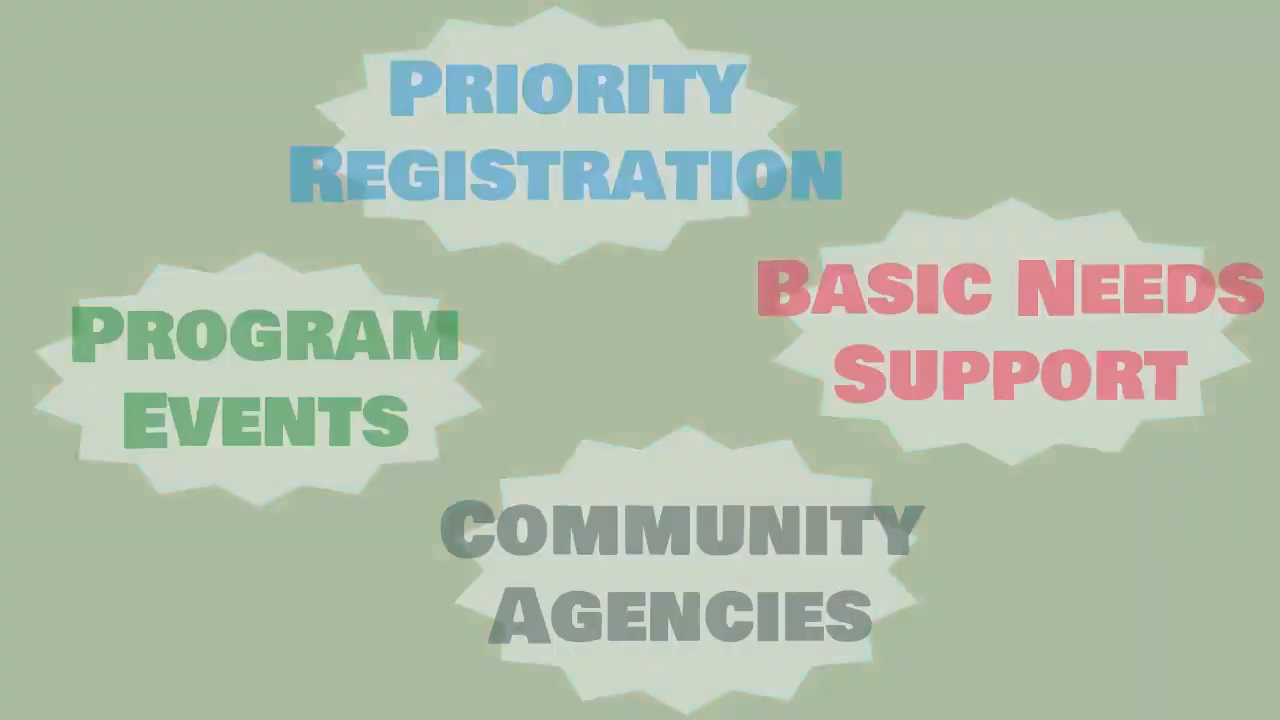 PRIORITY
REGISTRATION
BASIC NEEDS
SUPPORT
PROGRAM
EVENTS
COMMUNITY
AGENCIES